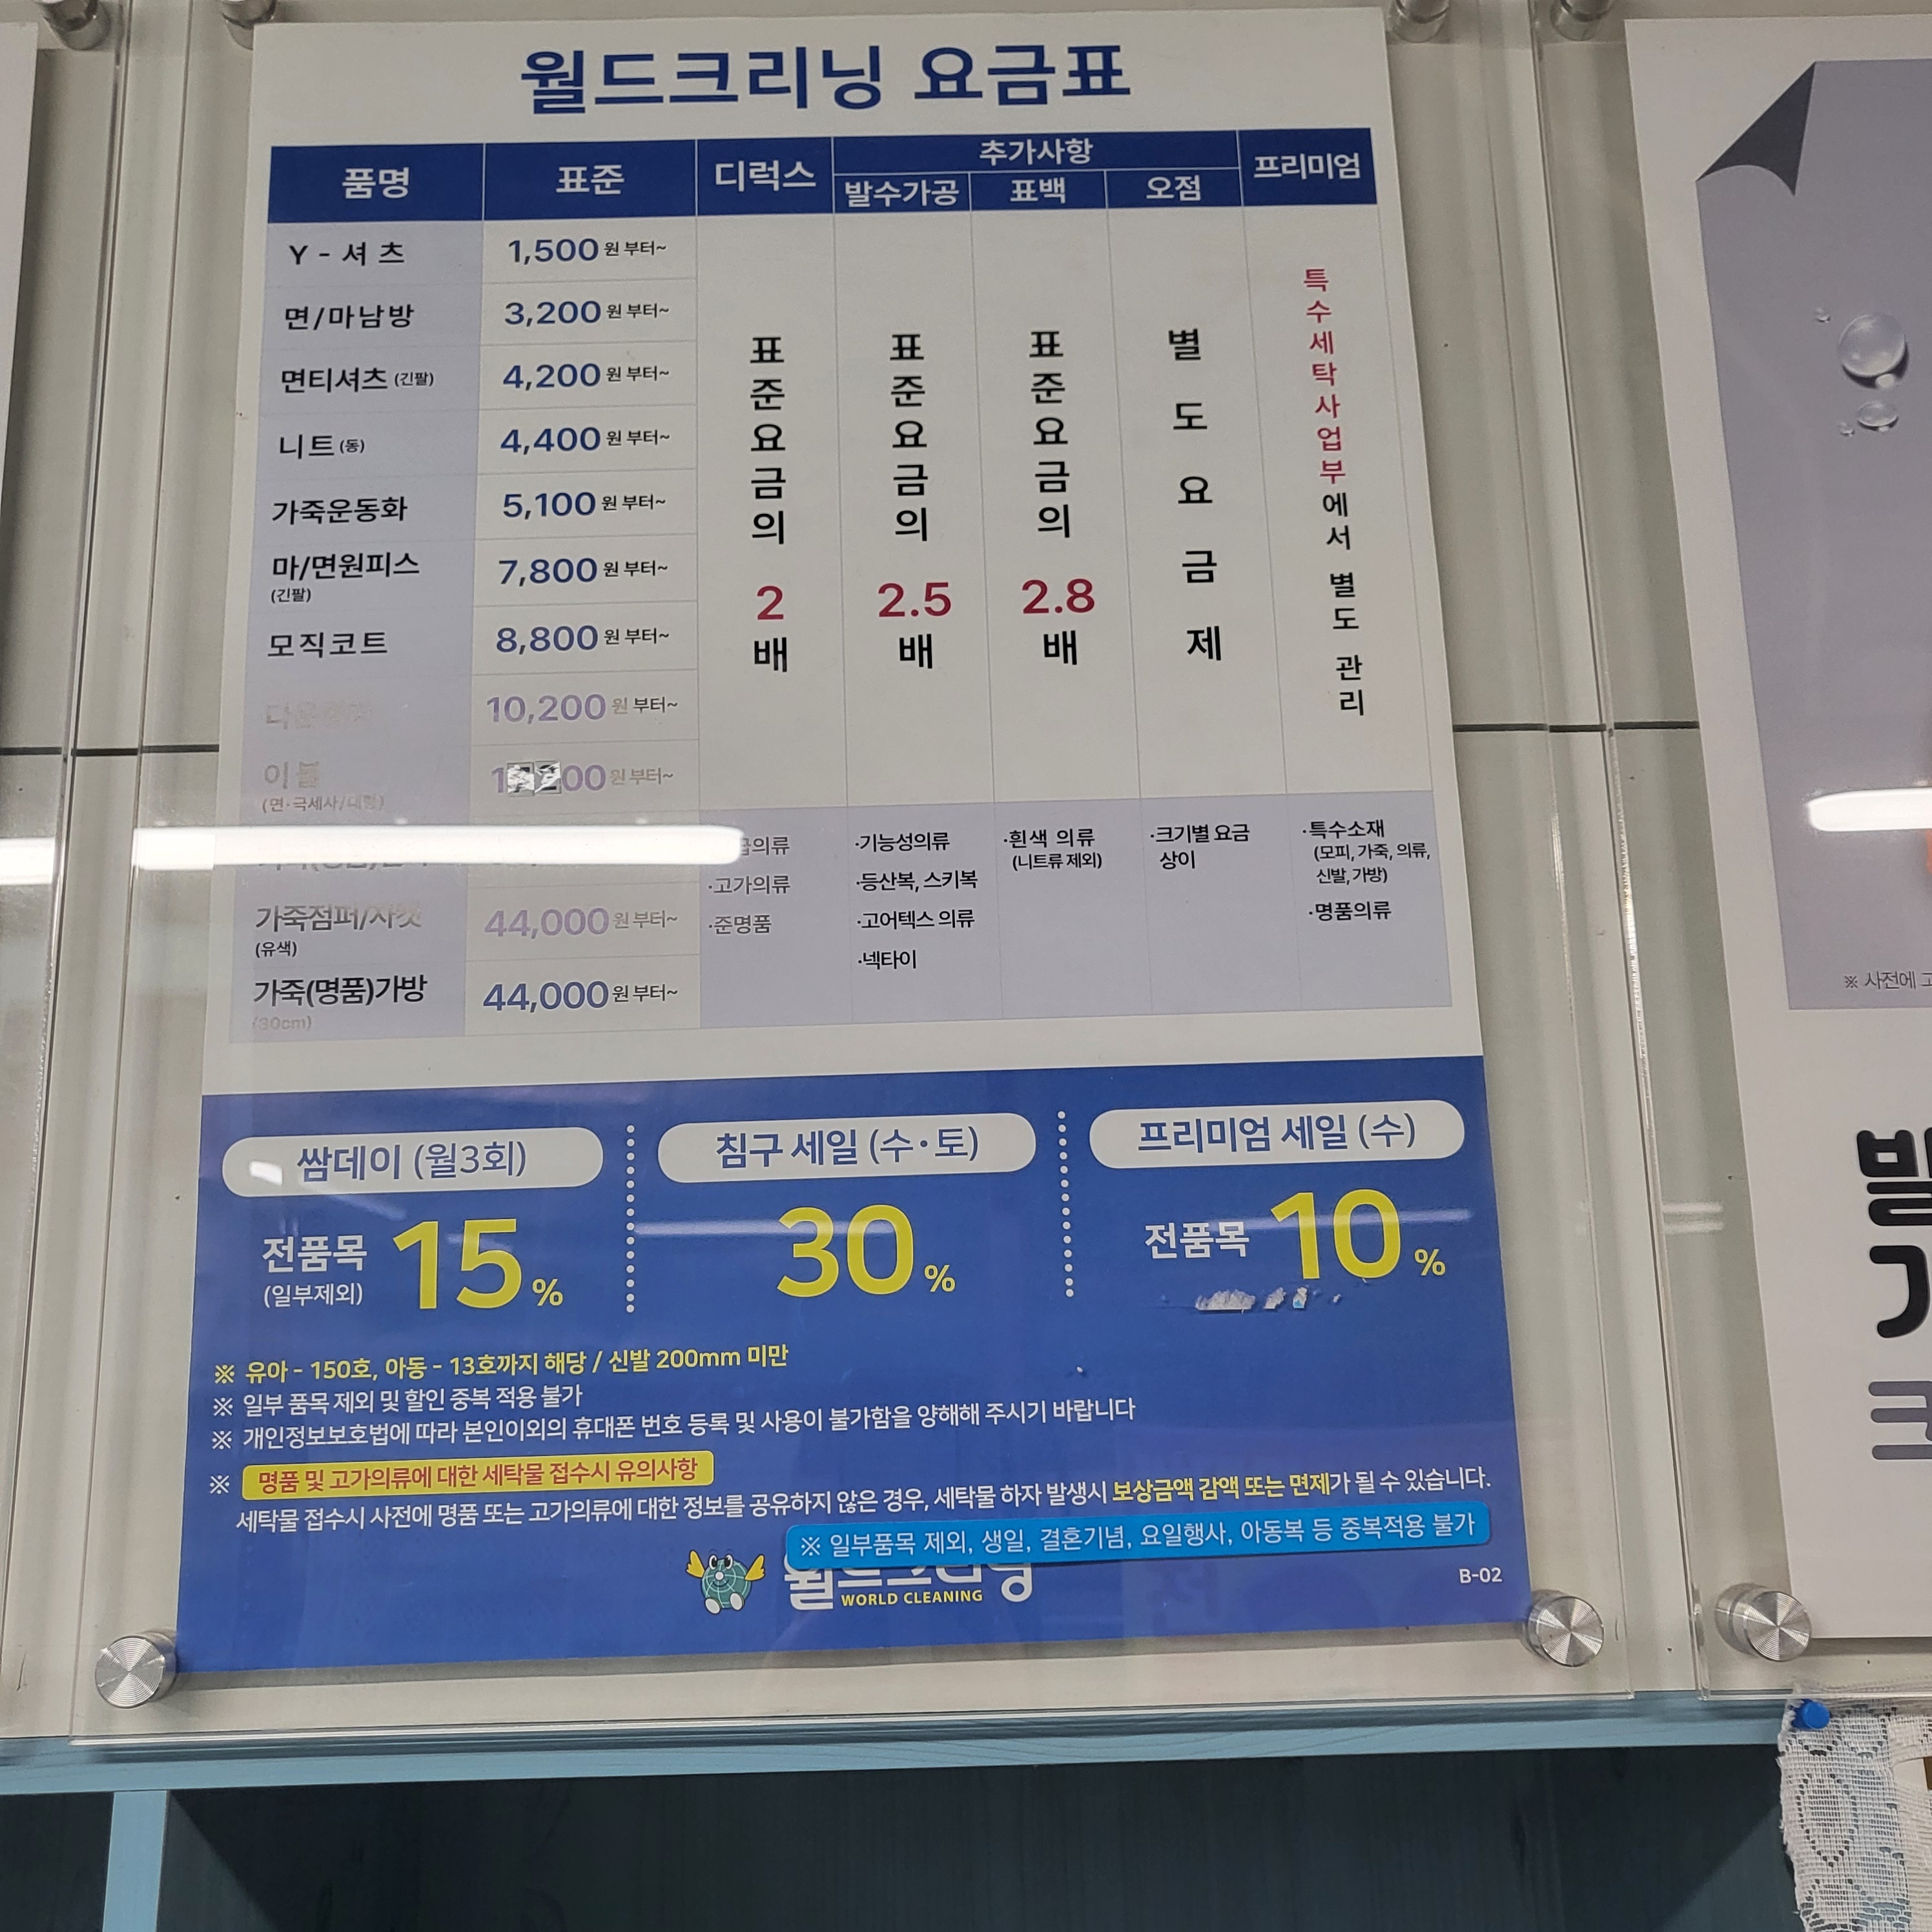 월드크리닝 요금표
품명 표준 디럭스 추가사항 프리미엄
발수가공 표백 오점
Y - 셔 츠 1,500원 부터~
면/마남방 3,200원 부터~
면티셔츠 (긴팔) 4,200원 부터~
니트 (동) 4,400원 부터~
가죽운동화 5,100원 부터~
마/면원피스 7,800원 부터~
(긴팔)
모직코트 8,800원 부터~
10,200원 부터~
이불 원 부터~
(면·극세사/대형)
가죽점퍼/자켓 44,000원 부터~
(유색)
가죽(명품)가방 44,000원 부터~
(30cm)
표준요금의 2배
표준요금의 2.5배
표준요금의 2.8배
별도요금제
특수세탁사업부에서 별도 관리
·고가의류
·준명품
·기능성의류
·등산복, 스키복
·고어텍스 의류
·넥타이
·흰색 의류
(니트류 제외)
·크기별 요금
상이
·특수소재
(모피, 가죽, 의류,
신발, 가방)
·명품의류
쌈데이 (월3회)
전품목 15%
(일부제외)
침구 세일 (수·토)
30%
프리미엄 세일 (수)
전품목 10%
※ 유아 - 150호, 아동 - 13호까지 해당 / 신발 200mm 미만
※ 일부 품목 제외 및 할인 중복 적용 불가
※ 개인정보보호법에 따라 본인이외의 휴대폰 번호 등록 및 사용이 불가함을 양해해 주시기 바랍니다
※ 명품 및 고가의류에 대한 세탁물 접수시 유의사항
세탁물 접수시 사전에 명품 또는 고가의류에 대한 정보를 공유하지 않은 경우, 세탁물 하자 발생시 보상금액 감액 또는 면제가 될 수 있습니다.
※ 일부품목 제외, 생일, 결혼기념, 요일행사, 아동복 등 중복적용 불가
월드크리닝
WORLD CLEANING
B-02
※ 사전에